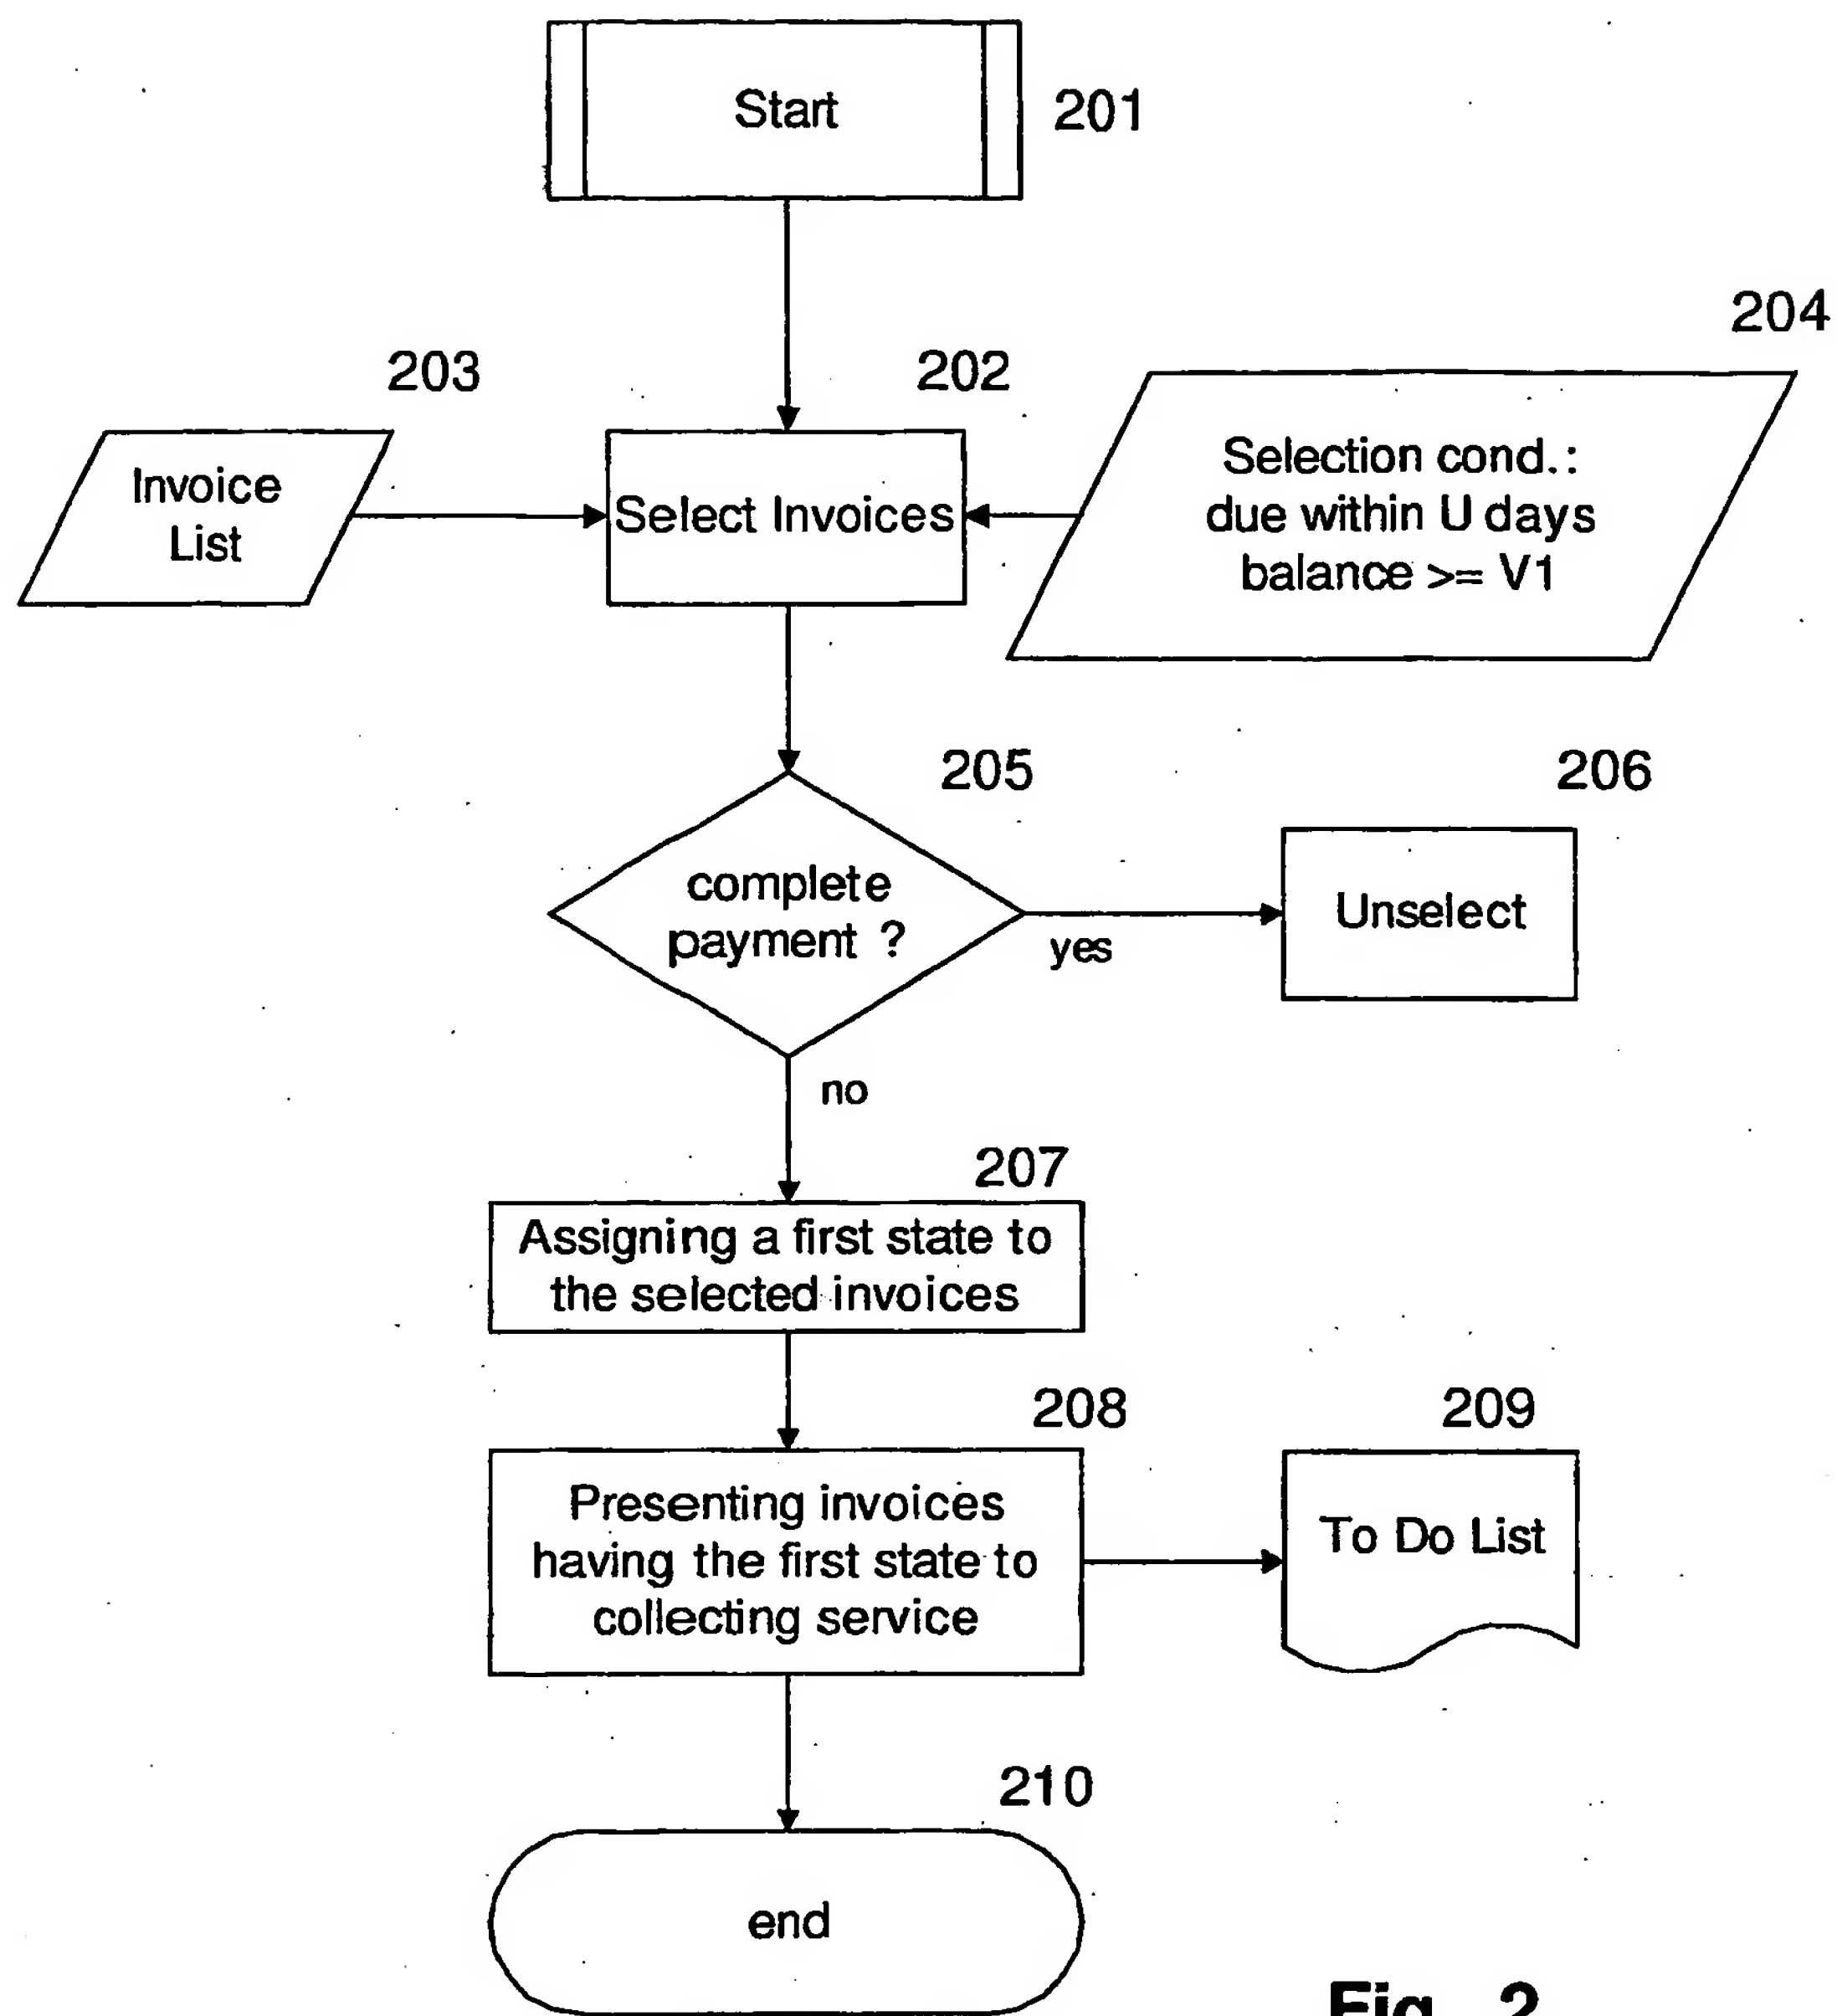 Start
201
204
203
202
Invoice
List
Select Invoices
Selection cond.:
due within U days
balance >= V1
205
206
complete
payment ?
yes
Unselect
no
207
Assigning a first state to
the selected invoices
208
209
Presenting invoices
having the first state to
collecting service
To Do List
210
end
Fig. 2